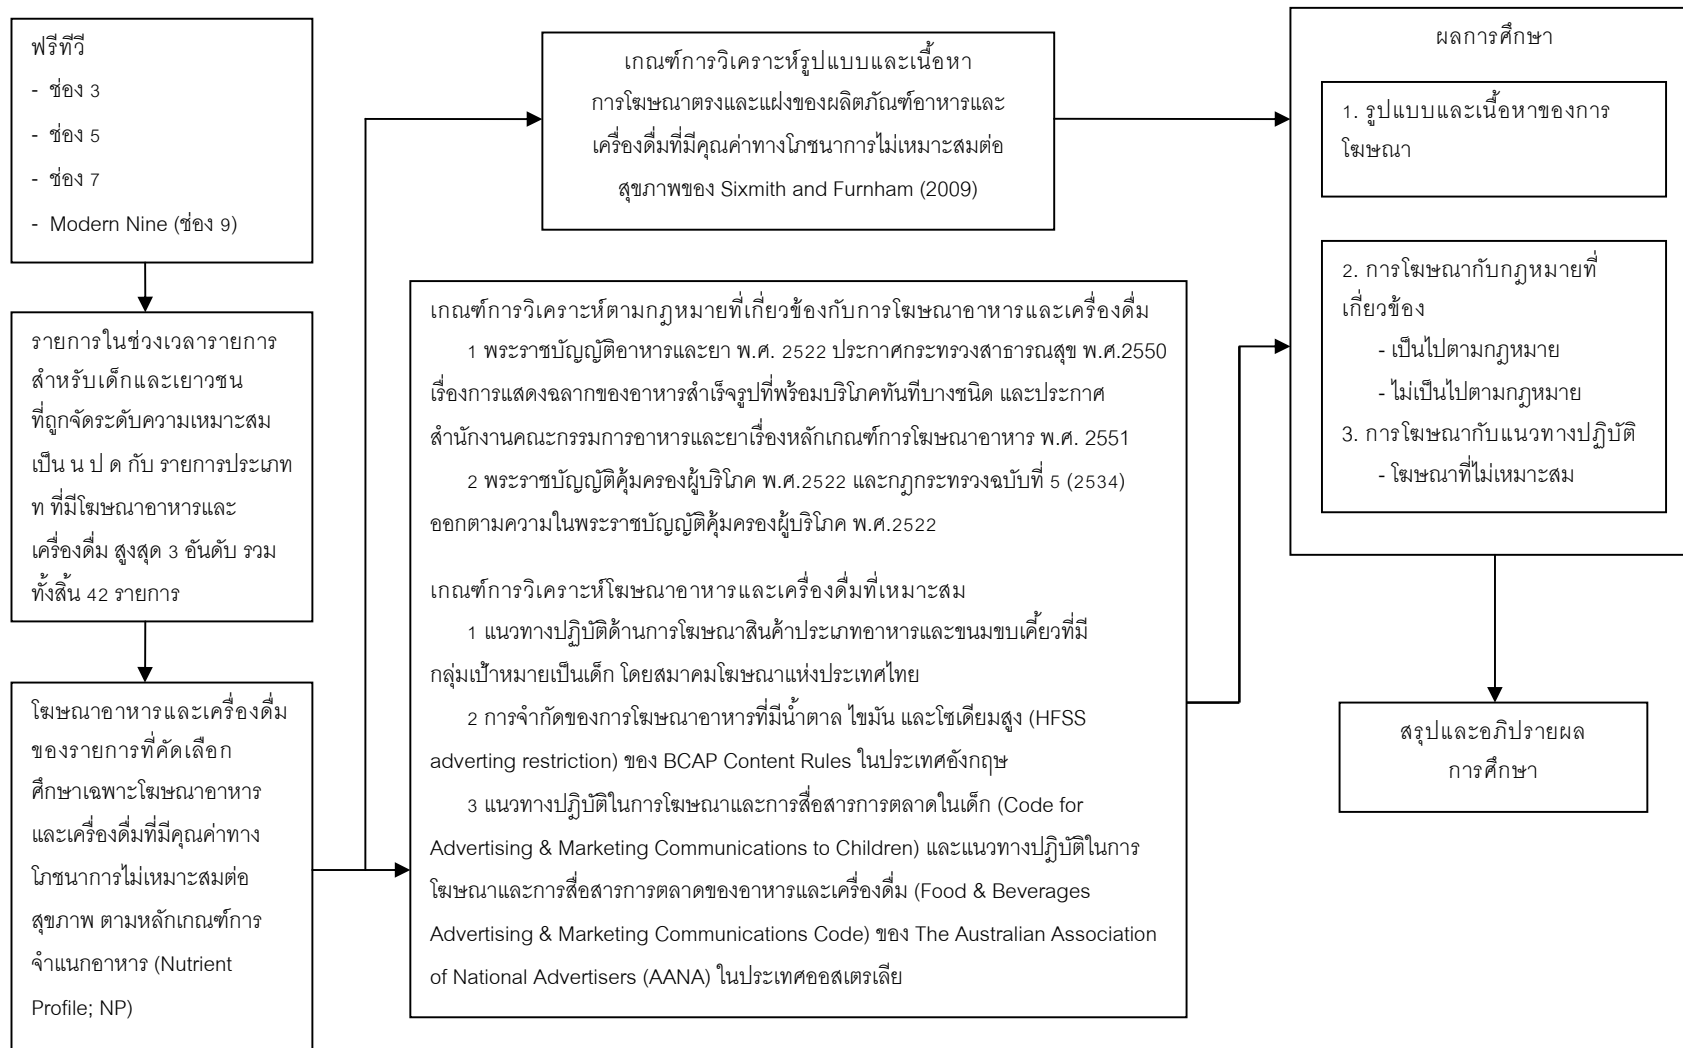 ฟรีทีวี
- ช่อง 3
- ช่อง 5
- ช่อง 7
- Modern Nine (ช่อง 9)
รายการในช่วงเวลารายการ
สำหรับเด็กและเยาวชน
ที่ถูกจัดระดับความเหมาะสม
เป็น น ป ด กับ รายการประเภท
ท ที่มีโฆษณาอาหารและ
เครื่องดื่ม สูงสุด 3 อันดับ รวม
ทั้งสิ้น 42 รายการ
โฆษณาอาหารและเครื่องดื่ม
ของรายการที่คัดเลือก
ศึกษาเฉพาะโฆษณาอาหาร
และเครื่องดื่มที่มีคุณค่าทาง
โภชนาการไม่เหมาะสมต่อ
สุขภาพ ตามหลักเกณฑ์การ
จำแนกอาหาร (Nutrient
Profile; NP)
เกณฑ์การวิเคราะห์รูปแบบและเนื้อหา
การโฆษณาตรงและแฝงของผลิตภัณฑ์อาหารและ
เครื่องดื่มที่มีคุณค่าทางโภชนาการไม่เหมาะสมต่อ
สุขภาพของ Sixmith and Furnham (2009)
เกณฑ์การวิเคราะห์ตามกฎหมายที่เกี่ยวข้องกับการโฆษณาอาหารและเครื่องดื่ม
1 พระราชบัญญัติอาหารและยา พ.ศ. 2522 ประกาศกระทรวงสาธารณสุข พ.ศ.2550
เรื่องการแสดงฉลากของอาหารสำเร็จรูปที่พร้อมบริโภคทันทีบางชนิด และประกาศ
สำนักงานคณะกรรมการอาหารและยาเรื่องหลักเกณฑ์การโฆษณาอาหาร พ.ศ. 2551
2 พระราชบัญญัติคุ้มครองผู้บริโภค พ.ศ.2522 และกฎกระทรวงฉบับที่ 5 (2534)
ออกตามความในพระราชบัญญัติคุ้มครองผู้บริโภค พ.ศ.2522
เกณฑ์การวิเคราะห์โฆษณาอาหารและเครื่องดื่มที่เหมาะสม
1 แนวทางปฏิบัติด้านการโฆษณาสินค้าประเภทอาหารและขนมขบเคี้ยวที่มี
กลุ่มเป้าหมายเป็นเด็ก โดยสมาคมโฆษณาแห่งประเทศไทย
2 การจำกัดของการโฆษณาอาหารที่มีน้ำตาล ไขมัน และโซเดียมสูง (HFSS
adverting restriction) ของ BCAP Content Rules ในประเทศอังกฤษ
3 แนวทางปฏิบัติในการโฆษณาและการสื่อสารการตลาดในเด็ก (Code for
Advertising & Marketing Communications to Children) และแนวทางปฏิบัติในการ
โฆษณาและการสื่อสารการตลาดของอาหารและเครื่องดื่ม (Food & Beverages
Advertising & Marketing Communications Code) ของ The Australian Association
of National Advertisers (AANA) ในประเทศออสเตรเลีย
ผลการศึกษา
1. รูปแบบและเนื้อหาของการ
โฆษณา
2. การโฆษณากับกฎหมายที่
เกี่ยวข้อง
- เป็นไปตามกฎหมาย
- ไม่เป็นไปตามกฎหมาย
3. การโฆษณากับแนวทางปฏิบัติ
- โฆษณาที่ไม่เหมาะสม
สรุปและอภิปรายผล
การศึกษา